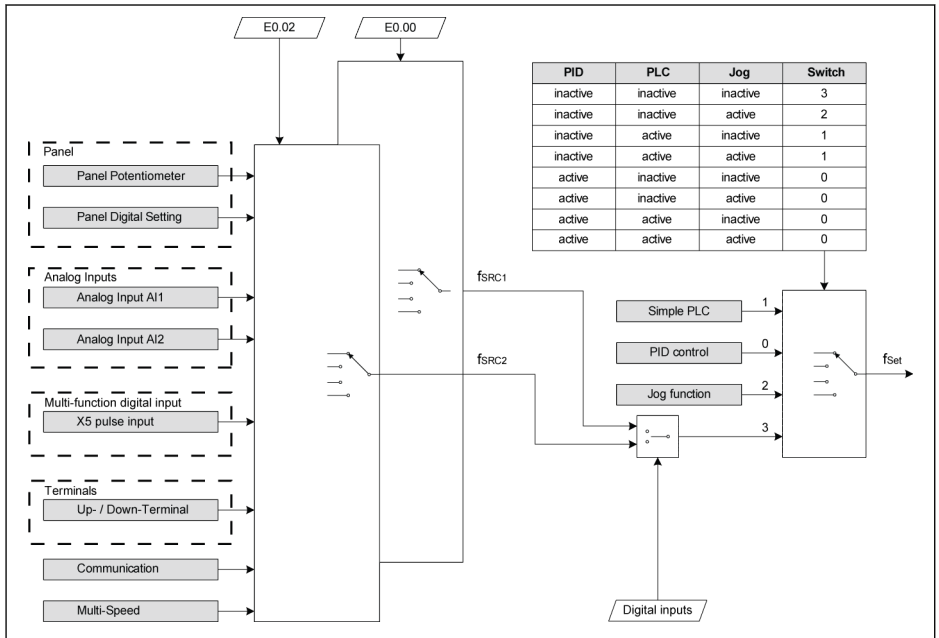 E0.02
E0.00
PID PLC Jog Switch
inactive inactive inactive 3
inactive inactive active 2
inactive active inactive 1
inactive active active 1
active inactive inactive 0
active inactive active 0
active active inactive 0
active active active 0
Panel
Panel Potentiometer
Panel Digital Setting
Analog Inputs
Analog Input AI1
Analog Input AI2
Multi-function digital input
X5 pulse input
Terminals
Up- / Down-Terminal
Communication
Multi-Speed
fSRC1
fSRC2
Simple PLC
1
PID control
0
Jog function
2
3
fSet
Digital inputs